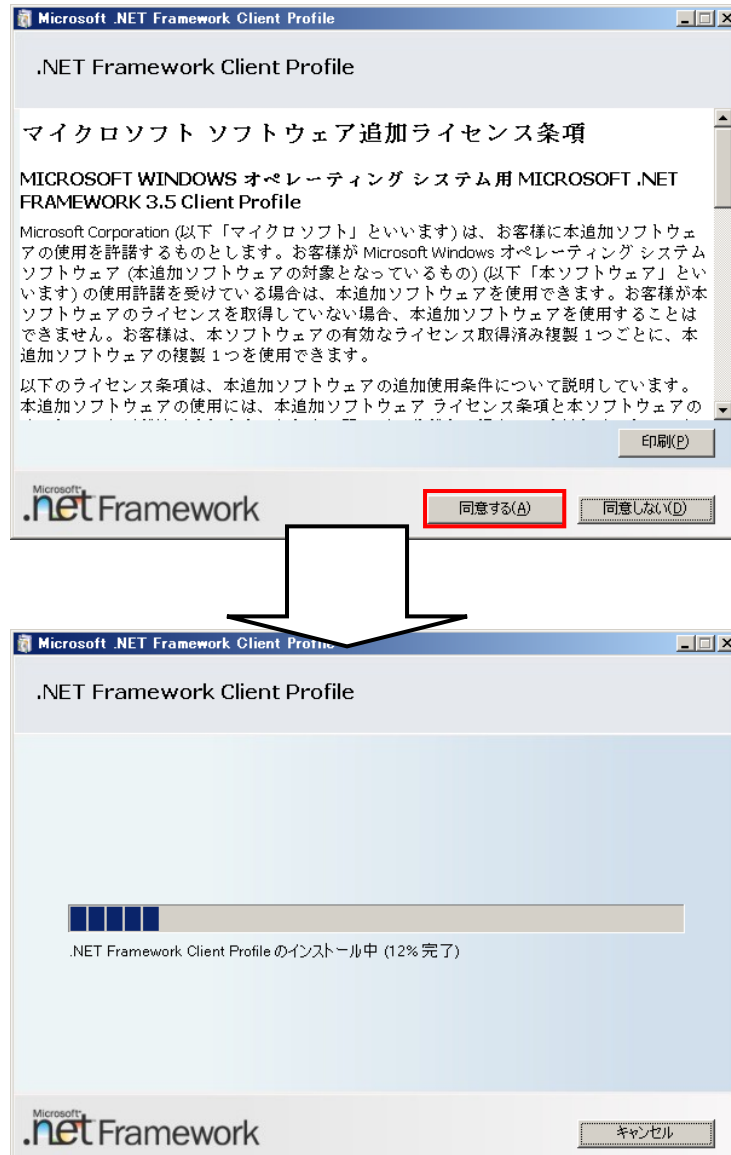 Microsoft .NET Framework Client Profile
.NET Framework Client Profile
マイクロソフト ソフトウェア追加ライセンス条項
MICROSOFT WINDOWS オペレーティング システム用 MICROSOFT .NET
FRAMEWORK 3.5 Client Profile
Microsoft Corporation (以下「マイクロソフト」といいます) は、お客様に本追加ソフトウェ
アの使用を許諾するものとします。お客様が Microsoft Windows オペレーティング システム
ソフトウェア (本追加ソフトウェアの対象となっているもの) (以下「本ソフトウェア」とい
います) の使用許諾を受けている場合は、本追加ソフトウェアを使用できます。お客様が本
ソフトウェアのライセンスを取得していない場合、本追加ソフトウェアを使用することは
できません。お客様は、本ソフトウェアの有効なライセンス取得済み複製 1 つごとに、本
追加ソフトウェアの複製 1 つを使用できます。
以下のライセンス条項は、本追加ソフトウェアの追加使用条件について説明しています。
本追加ソフトウェアの使用には、本追加ソフトウェア ライセンス条項と本ソフトウェアの
印刷(P)
Microsoft .net Framework
同意する(A)
同意しない(D)
Microsoft .NET Framework Client Profile
.NET Framework Client Profile
.NET Framework Client Profile のインストール中 (12% 完了)
Microsoft .net Framework
キャンセル